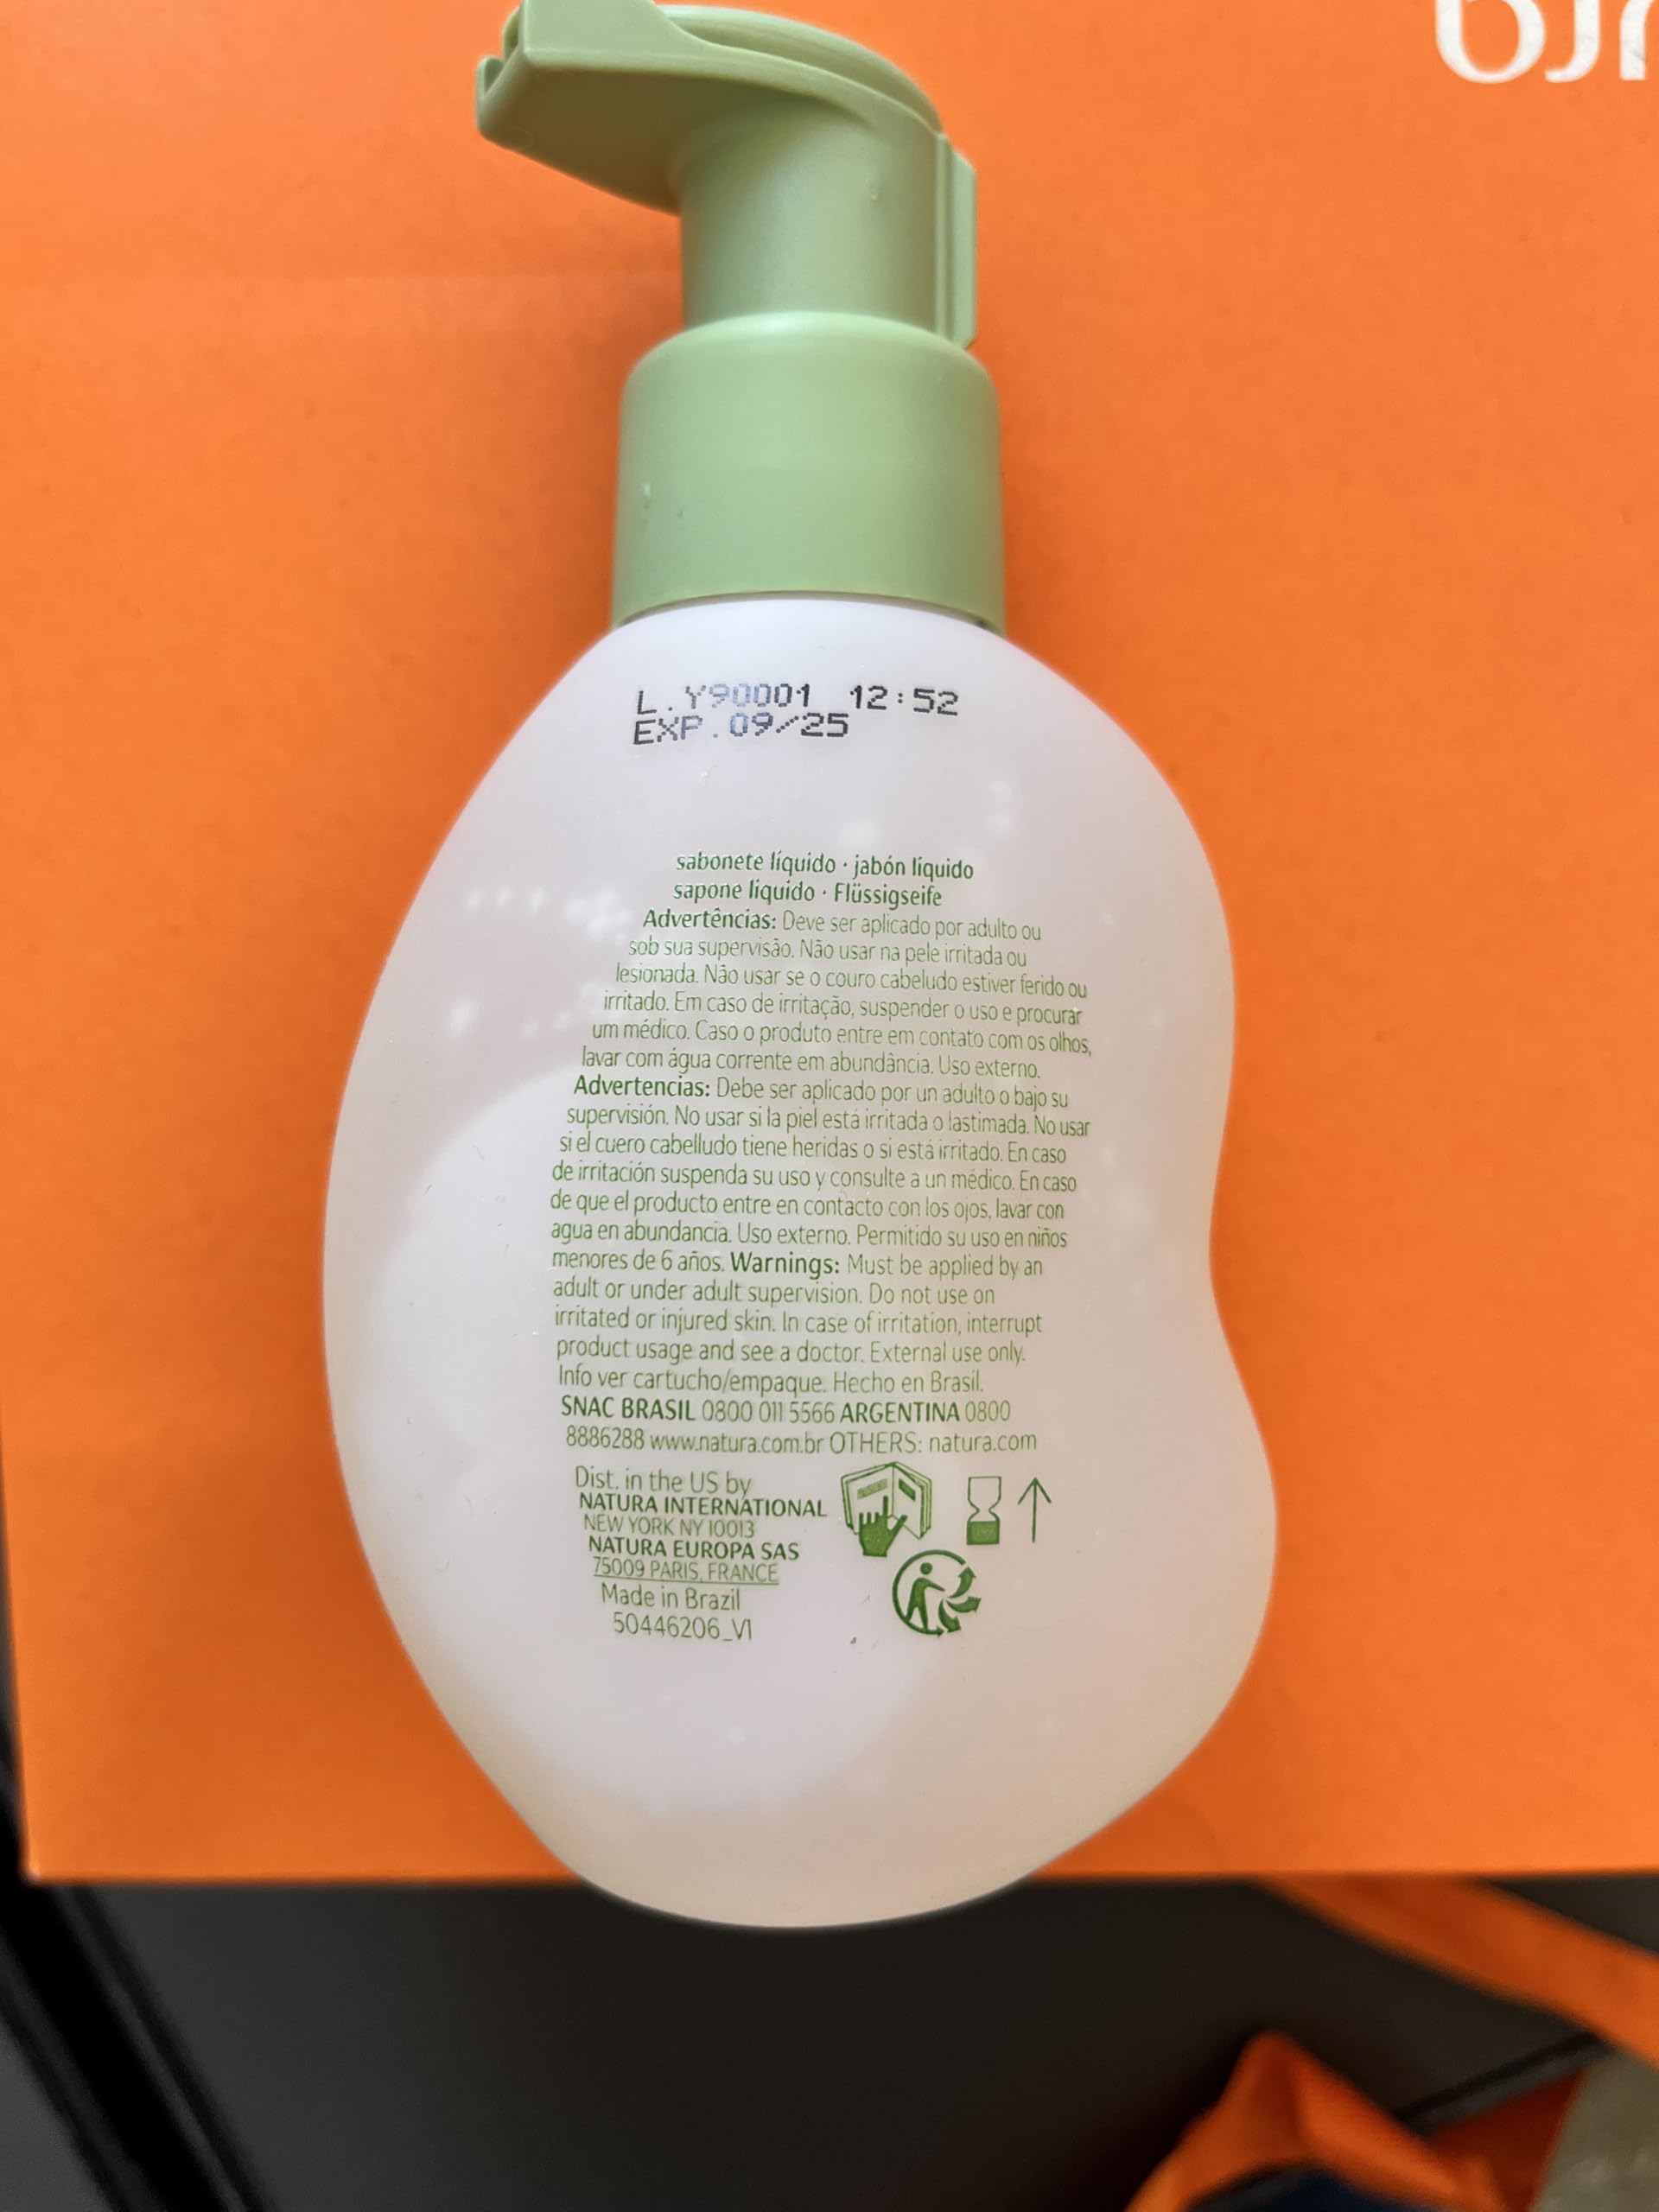 L.Y90001 12:52
EXP.09/25
sabonete líquido · jabón líquido
sapone liquido · Flüssigseife
Advertências: Deve ser aplicado por adulto ou
sob sua supervisão. Não usar na pele irritada ou
lesionada. Não usar se o couro cabeludo estiver ferido ou
irritado. Em caso de irritação, suspender o uso e procurar
um médico. Caso o produto entre em contato com os olhos,
lavar com água corrente em abundância. Uso externo.
Advertencias: Debe ser aplicado por un adulto o bajo su
supervisión. No usar si la piel está irritada o lastimada. No usar
si el cuero cabelludo tiene heridas o si está irritado. En caso
de irritación suspenda su uso y consulte a un médico. En caso
de que el producto entre en contacto con los ojos, lavar con
agua en abundancia. Uso externo. Permitido su uso en niños
menores de 6 años. Warnings: Must be applied by an
adult or under adult supervision. Do not use on
irritated or injured skin. In case of irritation, interrupt
product usage and see a doctor. External use only.
Info ver cartucho/empaque. Hecho en Brasil.
SNAC BRASIL 0800 011 5566 ARGENTINA 0800
8886288 www.natura.com.br OTHERS: natura.com
Dist. in the US by
NATURA INTERNATIONAL
NEW YORK NY 10013
NATURA EUROPA SAS
75009 PARIS, FRANCE
Made in Brazil
50446206_V1